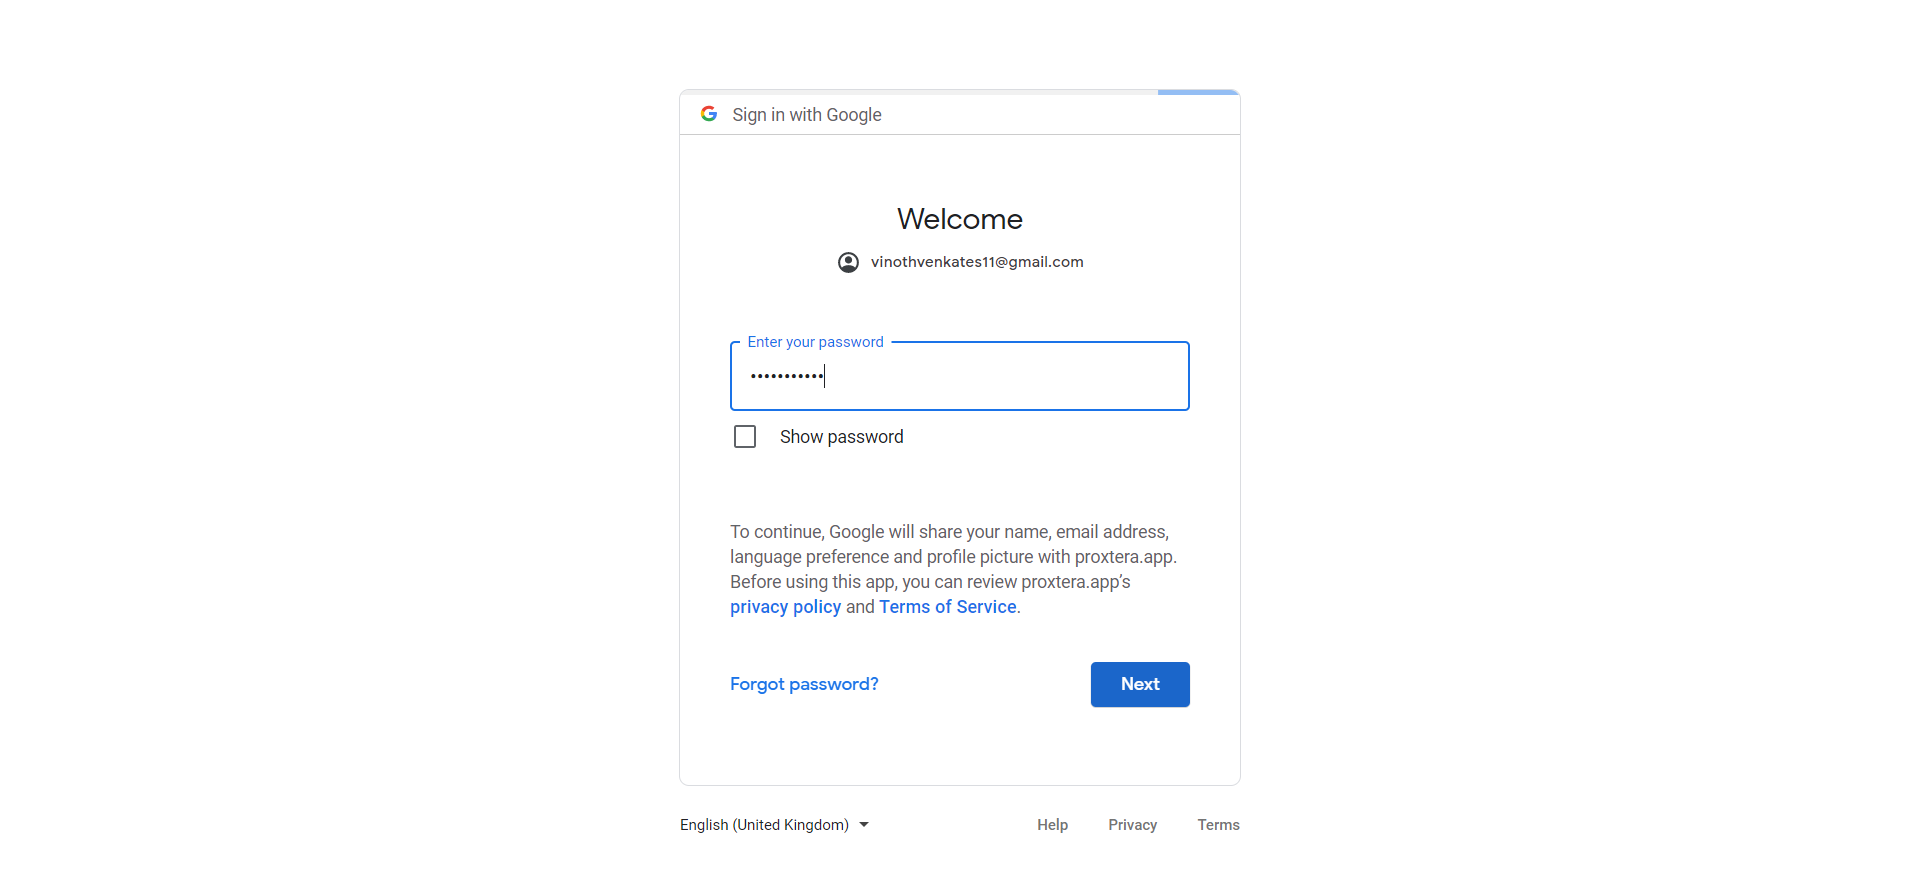 Sign in with Google
Welcome
vinothvenkates11@gmail.com
Enter your password
•••••••••••
Show password
To continue, Google will share your name, email address,
language preference and profile picture with proxtera.app.
Before using this app, you can review proxtera.app’s
privacy policy and Terms of Service.
Forgot password?
Next
English (United Kingdom)
Help
Privacy
Terms